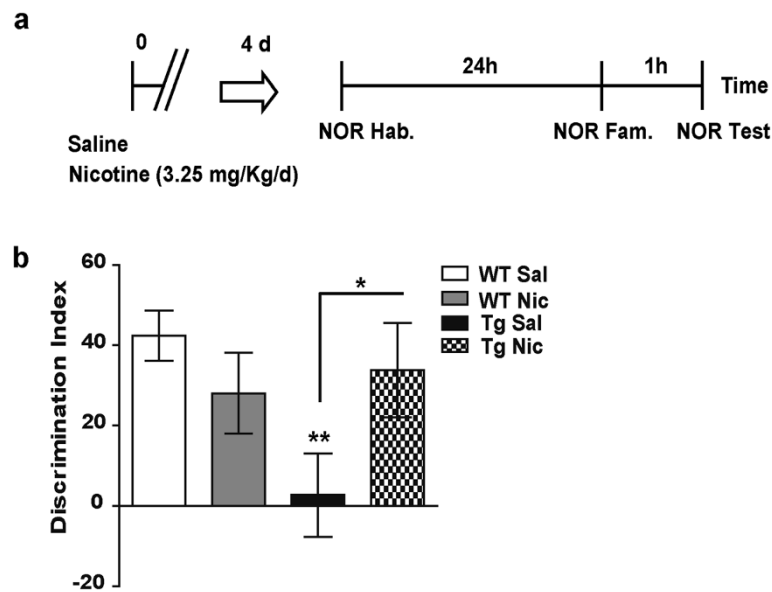 a
0
4 d
24h
1h
Time
NOR Hab.
NOR Fam.
NOR Test
Saline
Nicotine (3.25 mg/Kg/d)
b
60
40
20
0
-20
Discrimination Index
*
**
WT Sal
WT Nic
Tg Sal
Tg Nic